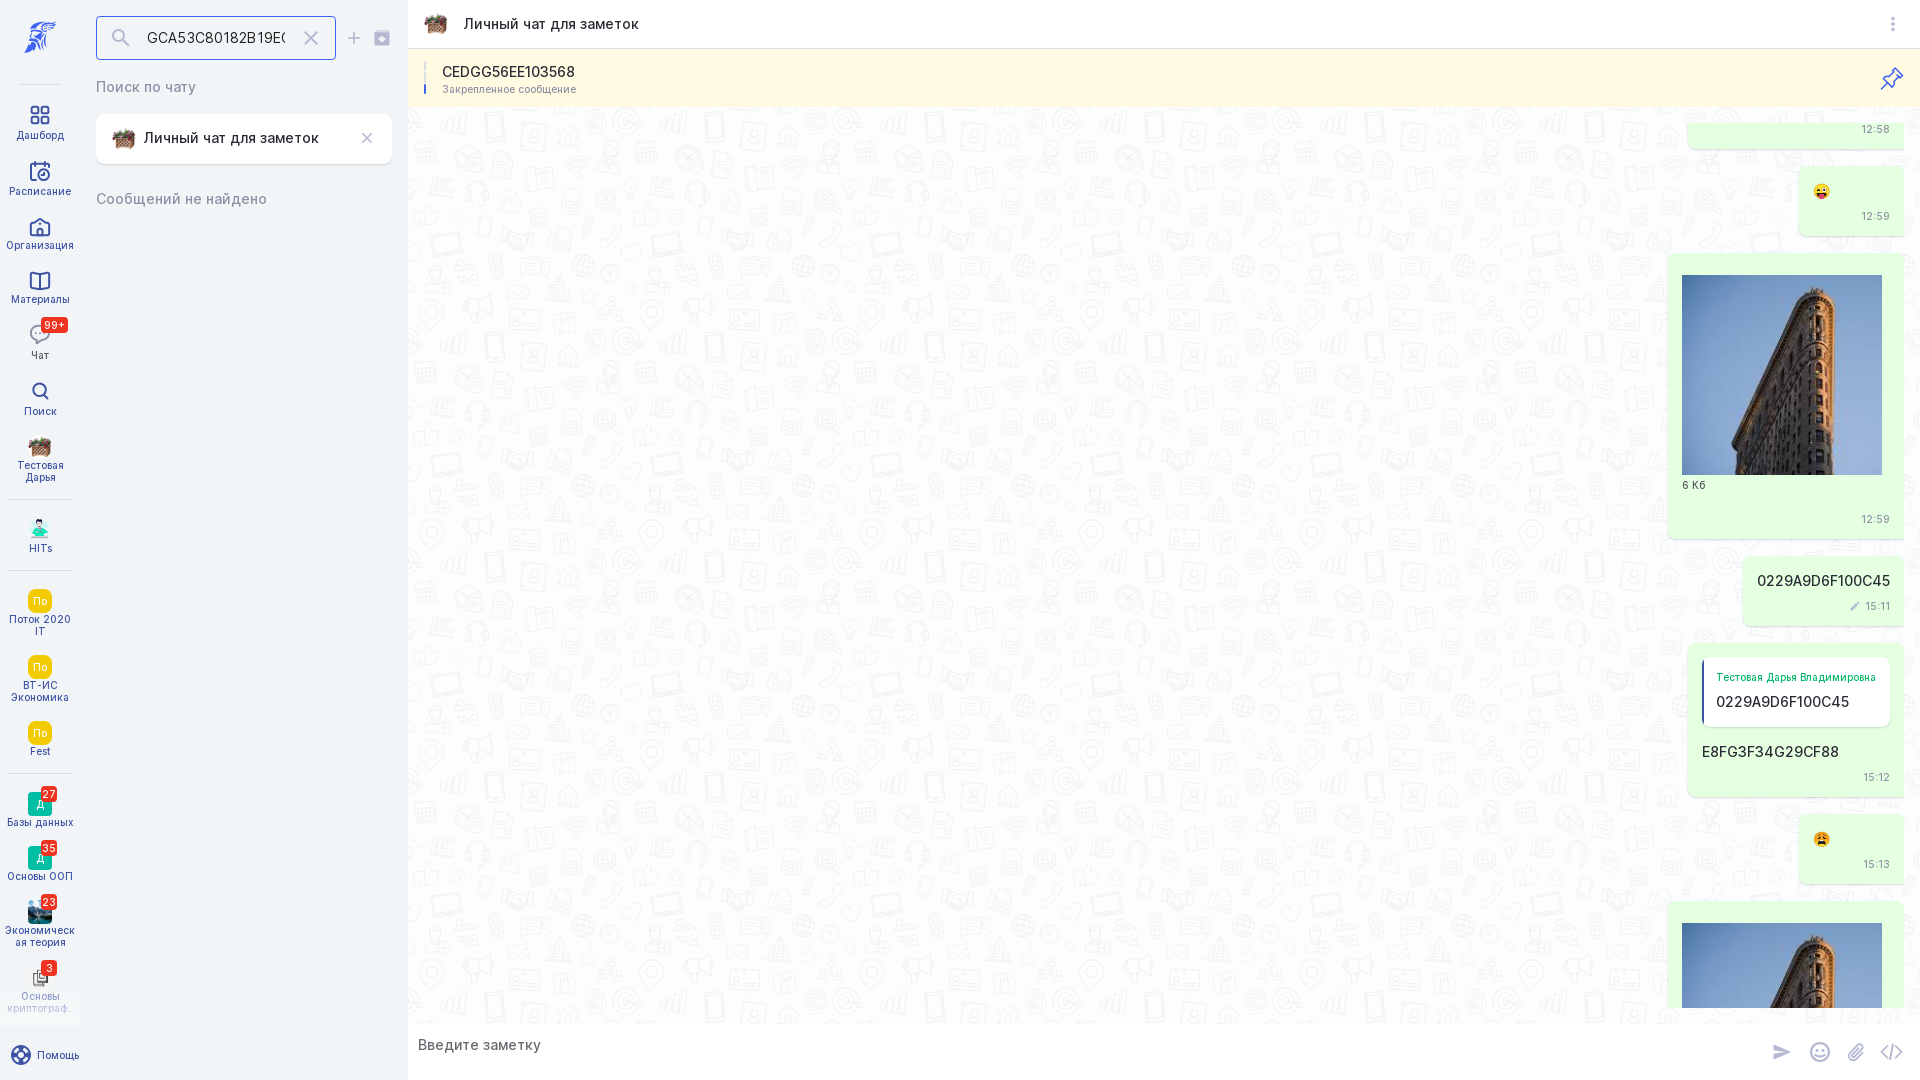 Дашборд
Расписание
Организация
Материалы
99+
Чат
Поиск
Тестовая
Дарья
HITs
По
Поток 2020
IT
По
ВТ-ИС
Экономика
По
Fest
27
Д
Базы данных
35
Д
Основы ООП
23
Экономическ
ая теория
3
Основы
криптограф...
Помощь
GCA53C80182B19EC
Поиск по чату
Личный чат для заметок
Сообщений не найдено
Личный чат для заметок
CEDGG56EE103568
Закрепленное сообщение
12:58
12:59
6 Кб
12:59
0229A9D6F100C45
15:11
Тестовая Дарья Владимировна
0229A9D6F100C45
E8FG3F34G29CF88
15:12
15:13
Введите заметку